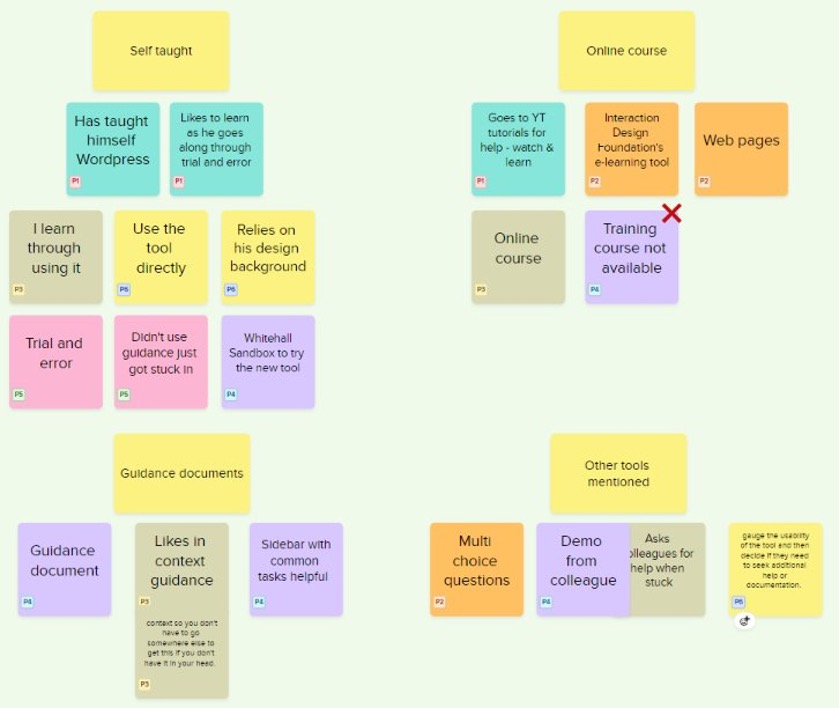 Self taught
Has taught
himself
Wordpress
P1
Likes to learn
as he goes
along through
trial and error
P1
I learn
through
using it
P3
Use the
tool
directly
P6
Relies on
his design
background
P6
Trial and
error
P5
Didn't use
guidance just
got stuck in
P5
Whitehall
Sandbox to try
the new tool
P4
Online course
Goes to YT
tutorials for
help - watch &
learn
P1
Interaction
Design
Foundation's
e-learning tool
P2
Web pages
P2
Online
course
P3
Training
course not
available
P4
Guidance documents
Guidance
document
P4
Likes in
context
guidance
P3
context so you don't
have to go
somewhere else to
get this if you don't
have it in your head.
P3
Sidebar with
common
tasks helpful
P4
Other tools
mentioned
Multi
choice
questions
P2
Demo
from
colleague
P4
Asks
olleagues for
help when
stuck
gauge the usability
of the tool and then
decide if they need
to seek additional
help or
documentation.
P6